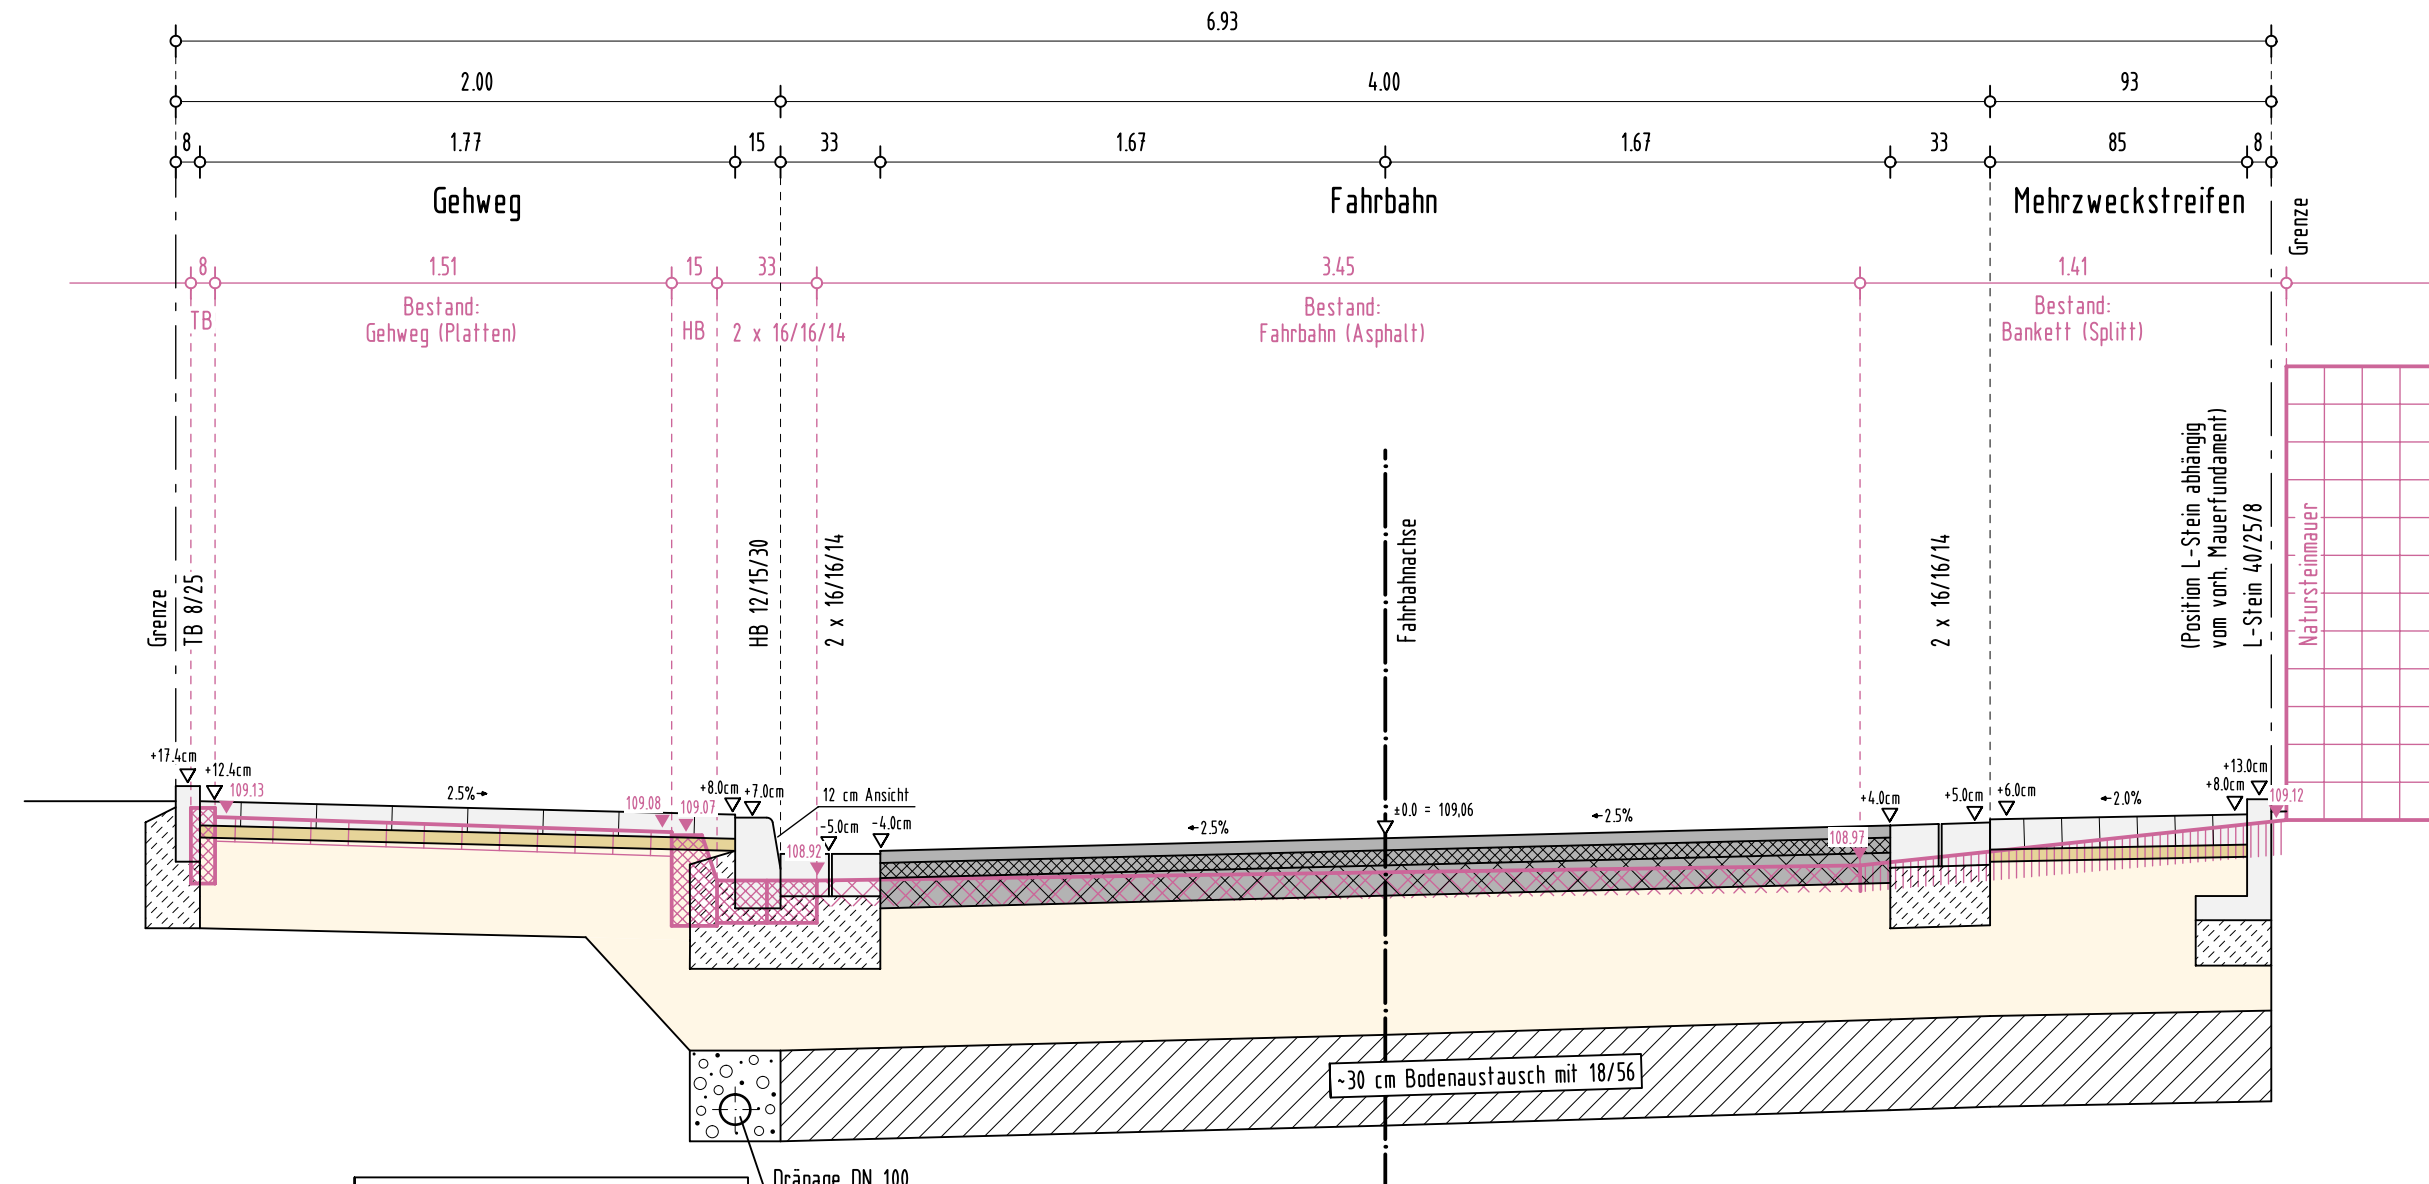 6.93
2.00 4.00 93
8 1.77 15 33 1.67 1.67 33 85 8
Gehweg Fahrbahn Mehrzweckstreifen
Grenze
8 1.51 15 33 3.45 1.41
TB
Bestand:
Gehweg (Platten)
HB
2 x 16/16/14
Bestand:
Fahrbahn (Asphalt)
Bestand:
Bankett (Splitt)
Grenze
TB 8/25
HB 12/15/30
2 x 16/16/14
Fahrbahnachse
2 x 16/16/14
(Position L-Stein abhängig
vom vorh. Mauerfundament)
L-Stein 40/25/8
Natursteinmauer
+17.4cm
+12.4cm
109.13
2.5%
109.08
109.07
+8.0cm
+7.0cm
12 cm Ansicht
-5.0cm
-4.0cm
108.92
2.5%
±0.0 = 109,06
2.5%
108.97
+4.0cm
+5.0cm
+6.0cm
2.0%
+8.0cm
+13.0cm
109.12
~30 cm Bodenaustausch mit 18/56
Dränage DN 100